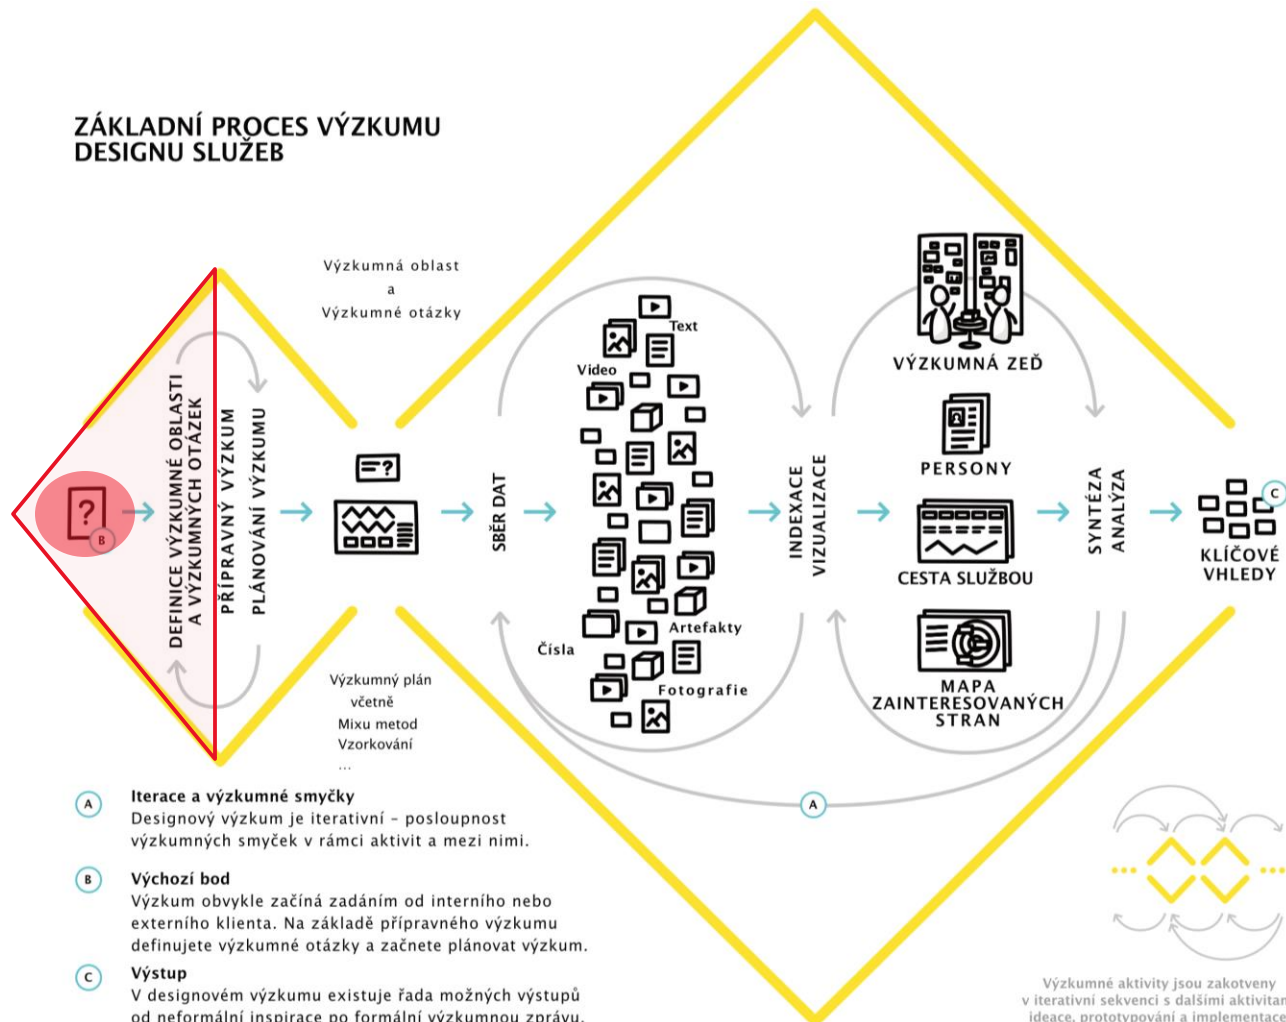 ZÁKLADNÍ PROCES VÝZKUMU
DESIGNU SLUŽEB
Výzkumná oblast
a
Výzkumné otázky
?
B
DEFINICE VÝZKUMNÉ OBLASTI
A VÝZKUMNÝCH OTÁZEK
PŘÍPRAVNÝ VÝZKUM
PLÁNOVÁNÍ VÝZKUMU
?
Výzkumný plán
včetně
Mixu metod
Vzorkování
...
SBĚR DAT
Text
Video
Artefakty
Čísla
Fotografie
INDEXACE
VIZUALIZACE
VÝZKUMNÁ ZEĎ
PERSONY
CESTA SLUŽBOU
MAPA
ZAINTERESOVANÝCH
STRAN
SYNTÉZA
ANALÝZA
C
KLÍČOVÉ
VHLEDY
A
A
Iterace a výzkumné smyčky
Designový výzkum je iterativní – posloupnost
výzkumných smyček v rámci aktivit a mezi nimi.
B
Výchozí bod
Výzkum obvykle začíná zadáním od interního nebo
externího klienta. Na základě přípravného výzkumu
definujete výzkumné otázky a začnete plánovat výzkum.
C
Výstup
V designovém výzkumu existuje řada možných výstupů
od neformální inspirace po formální výzkumnou zprávu.
Výzkumné aktivity jsou zakotveny
v iterativní sekvenci s dalšími
ideace, prototypování a